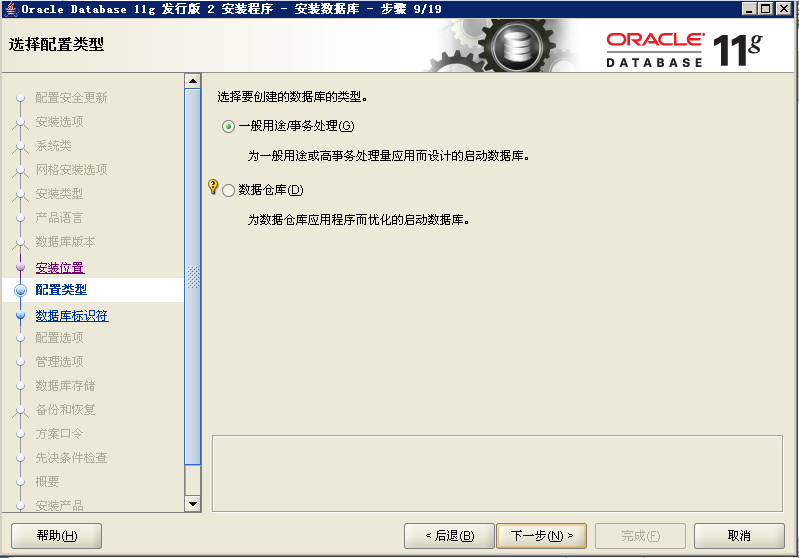 Oracle Database 11g 发行版 2 安装程序 - 安装数据库 - 步骤 9/19
选择配置类型
ORACLE
DATABASE
11g
配置安全更新
安装选项
系统类
网格安装选项
安装类型
产品语言
数据库版本
安装位置
配置类型
数据库标识符
配置选项
管理选项
数据库存储
备份和恢复
方案口令
先决条件检查
概要
安装产品
选择要创建的数据库的类型。
一般用途/事务处理(G)
为一般用途或高事务处理量应用而设计的启动数据库。
数据仓库(D)
为数据仓库应用程序而优化的启动数据库。
帮助(H)
< 后退(B)
下一步(N) >
完成(F)
取消